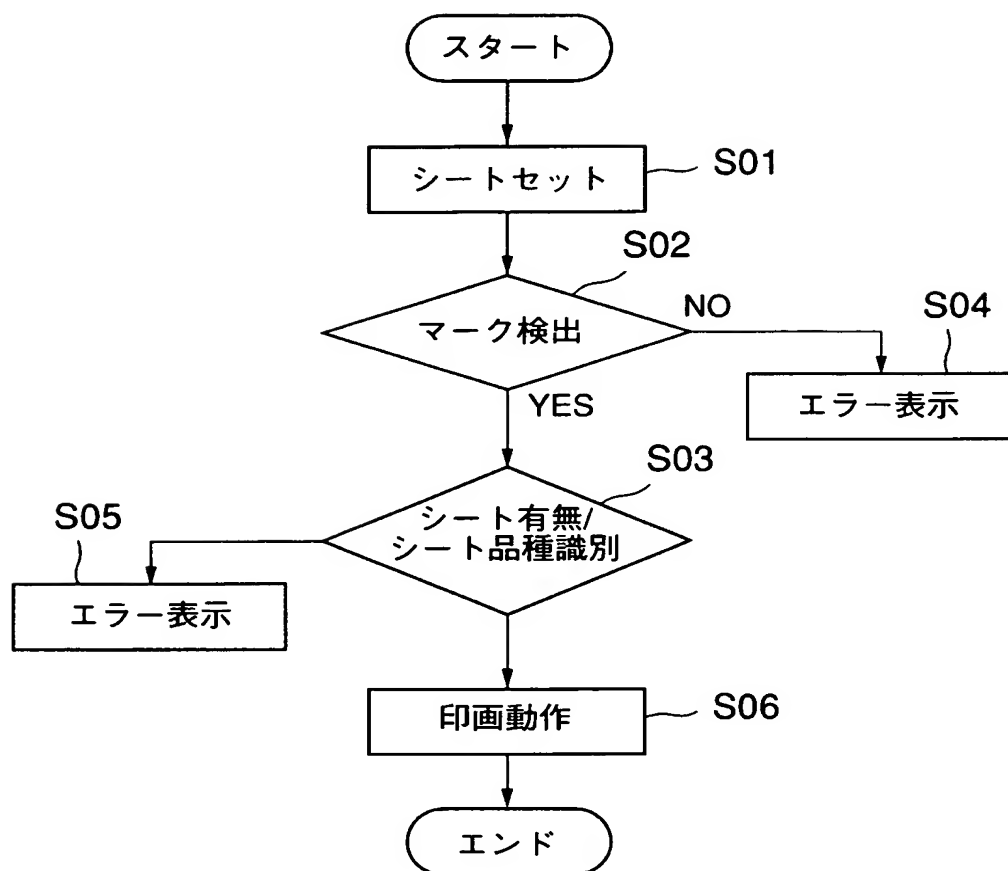 スタート
シートセット
S01
S02
マーク検出
NO
S04
エラー表示
YES
S03
シート有無/
シート品種識別
S05
エラー表示
印画動作
S06
エンド